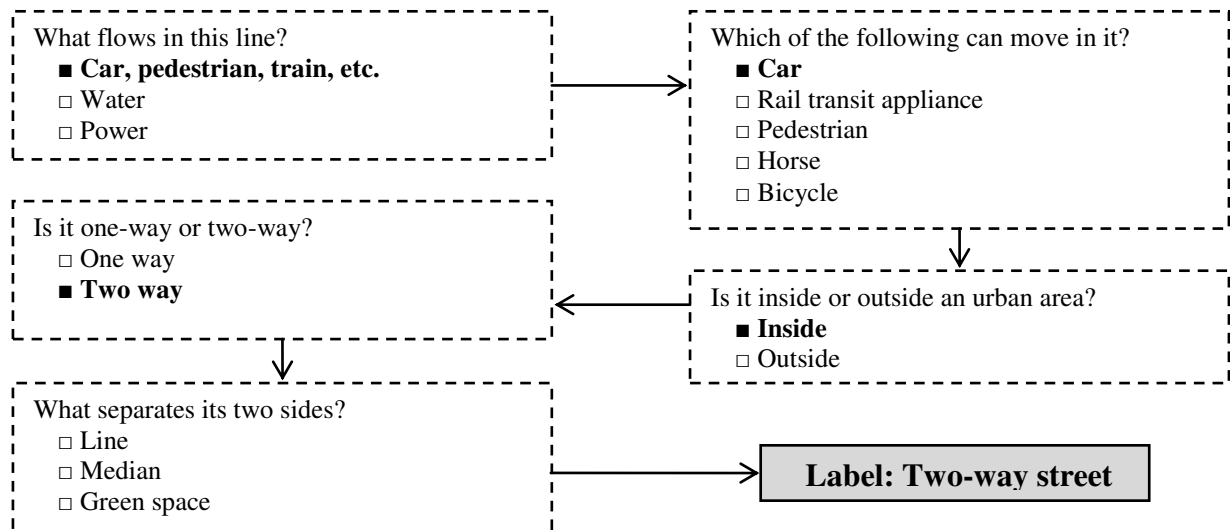 What flows in this line?
■ Car, pedestrian, train, etc.
□ Water
□ Power
Which of the following can move in it?
■ Car
□ Rail transit appliance
□ Pedestrian
□ Horse
□ Bicycle
Is it inside or outside an urban area?
■ Inside
□ Outside
Is it one-way or two-way?
□ One way
■ Two way
What separates its two sides?
□ Line
□ Median
□ Green space
Label: Two-way street